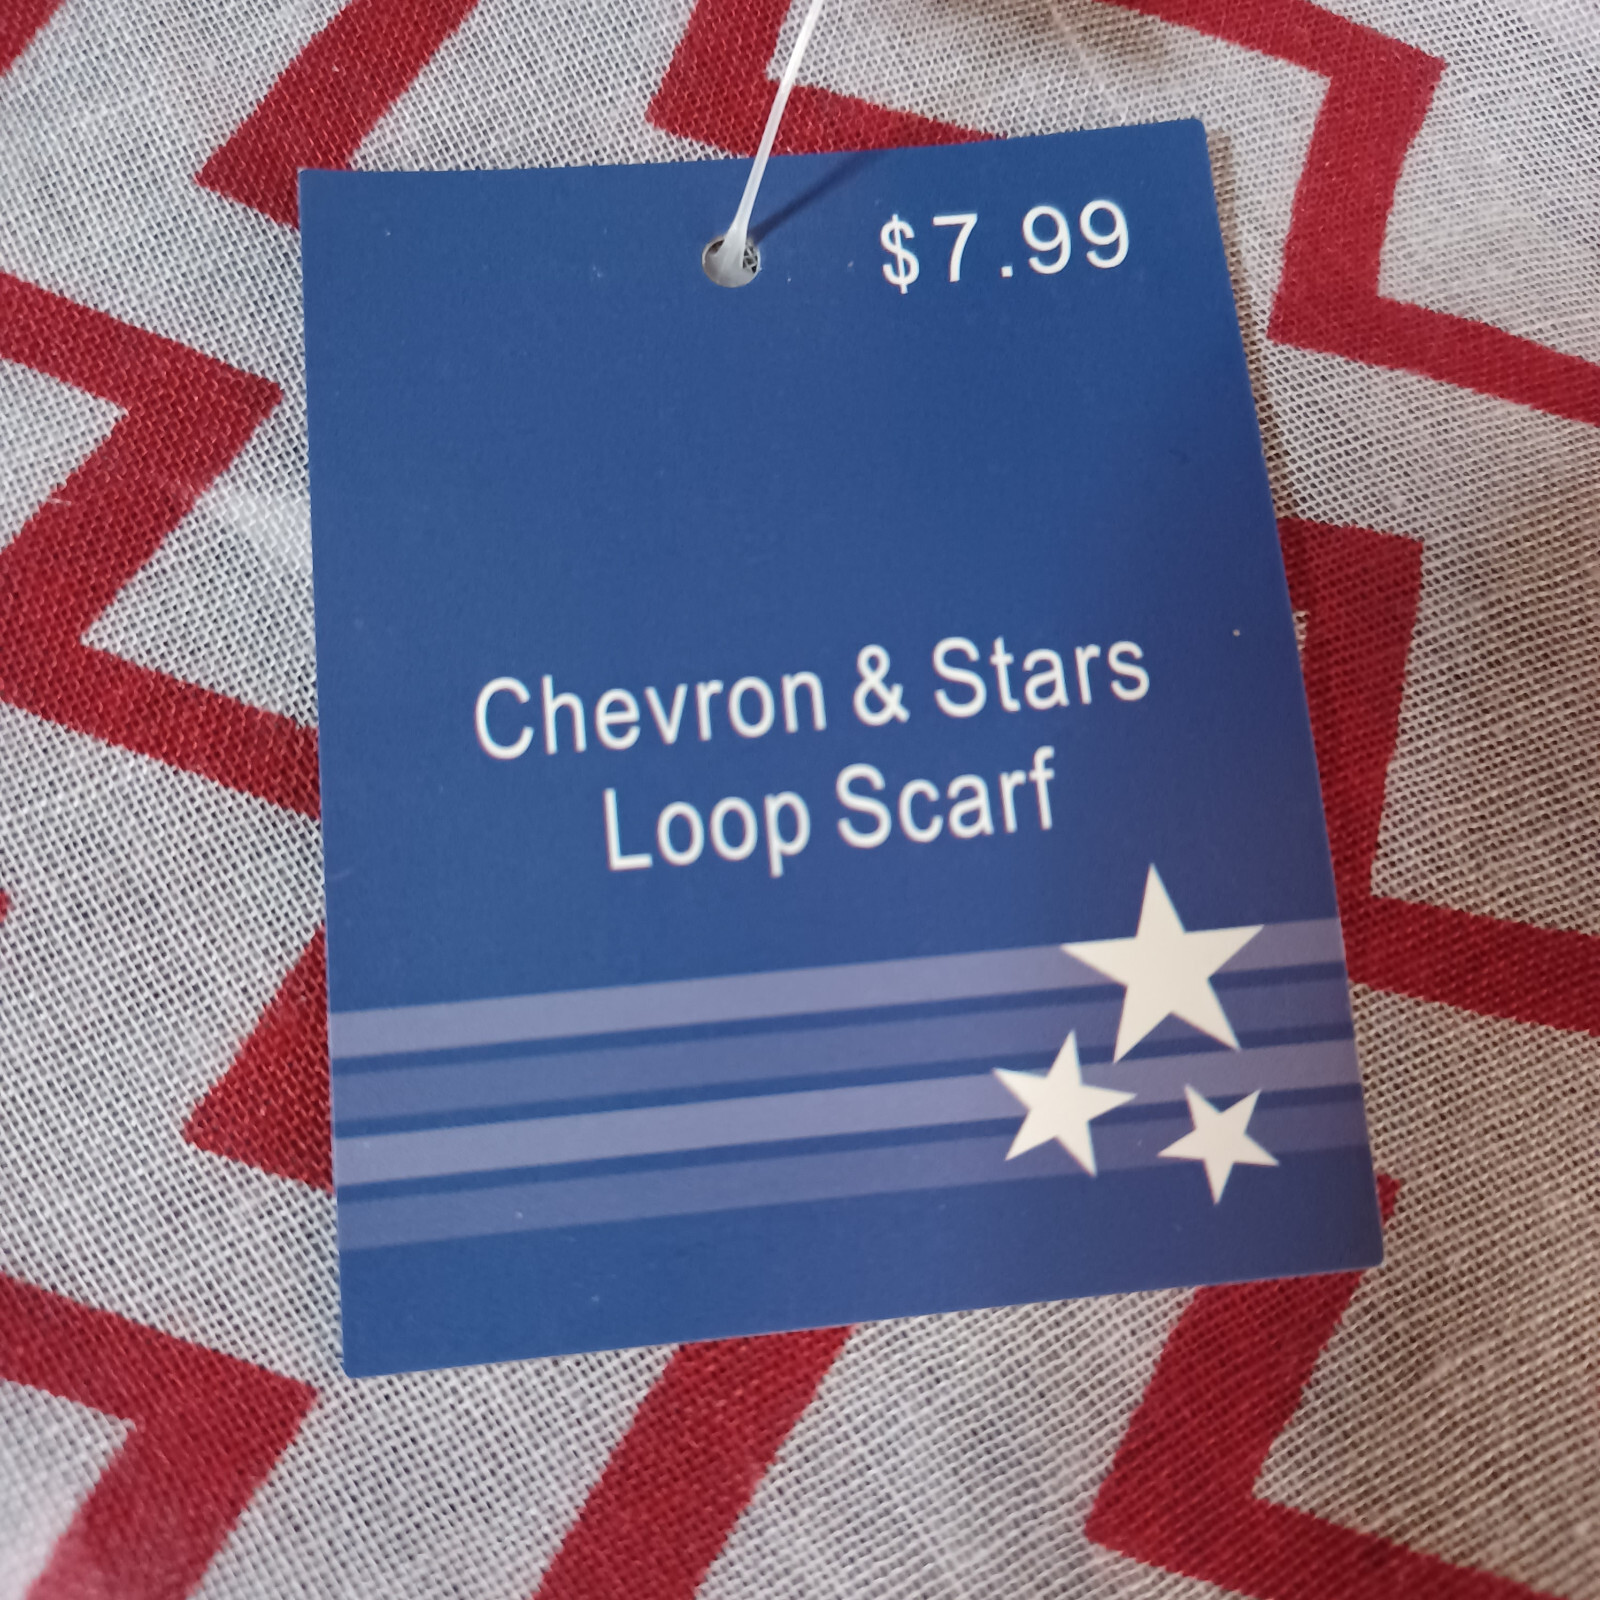 $7.99
Chevron & Stars
Loop Scarf